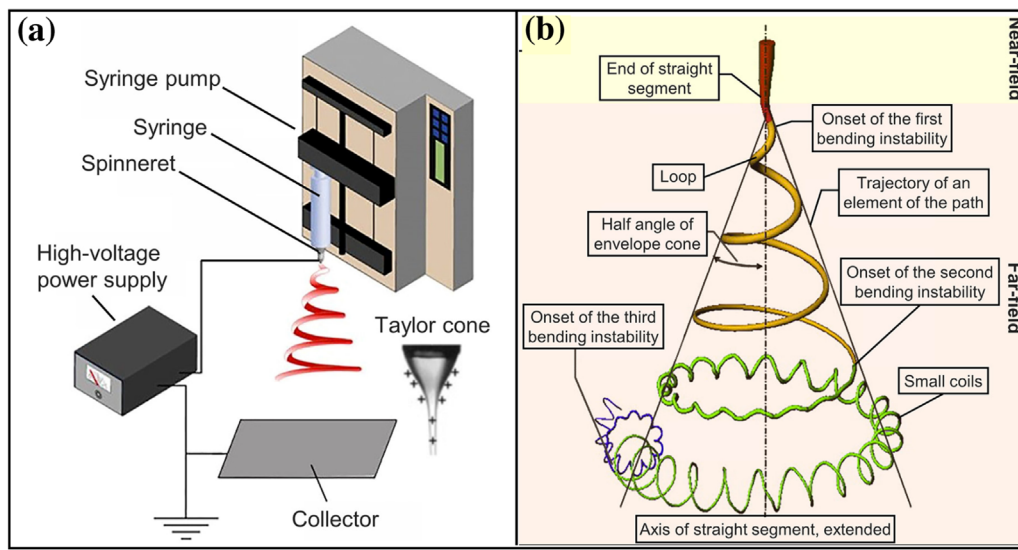 (a)
Syringe pump
Syringe
Spinneret
High-voltage
power supply
Taylor cone
Collector
(b)
Near-field
End of straight
segment
Onset of the first
bending instability
Loop
Trajectory of an
element of the path
Half angle of
envelope cone
Far-field
Onset of the second
bending instability
Onset of the third
bending instability
Small coils
Axis of straight segment, extended